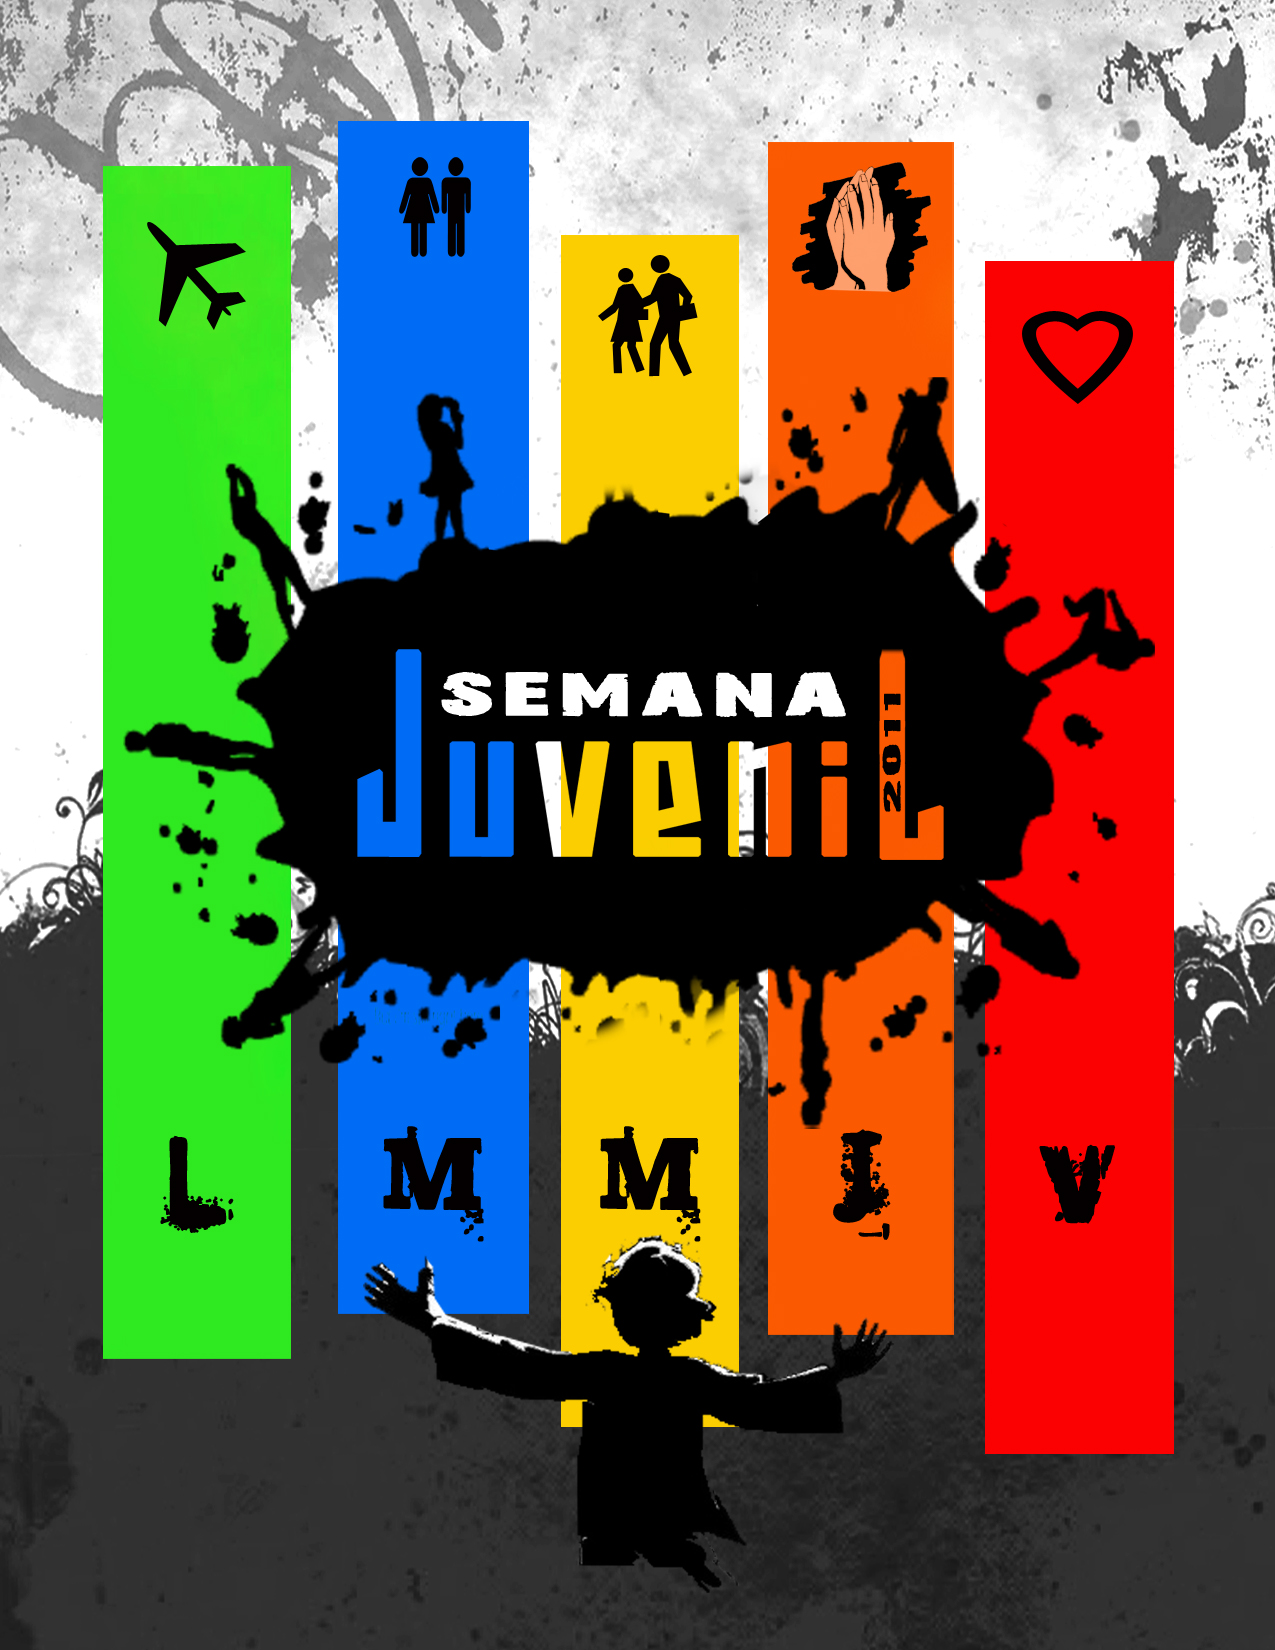 SEMANA
JuveniL
2011
L M M J V